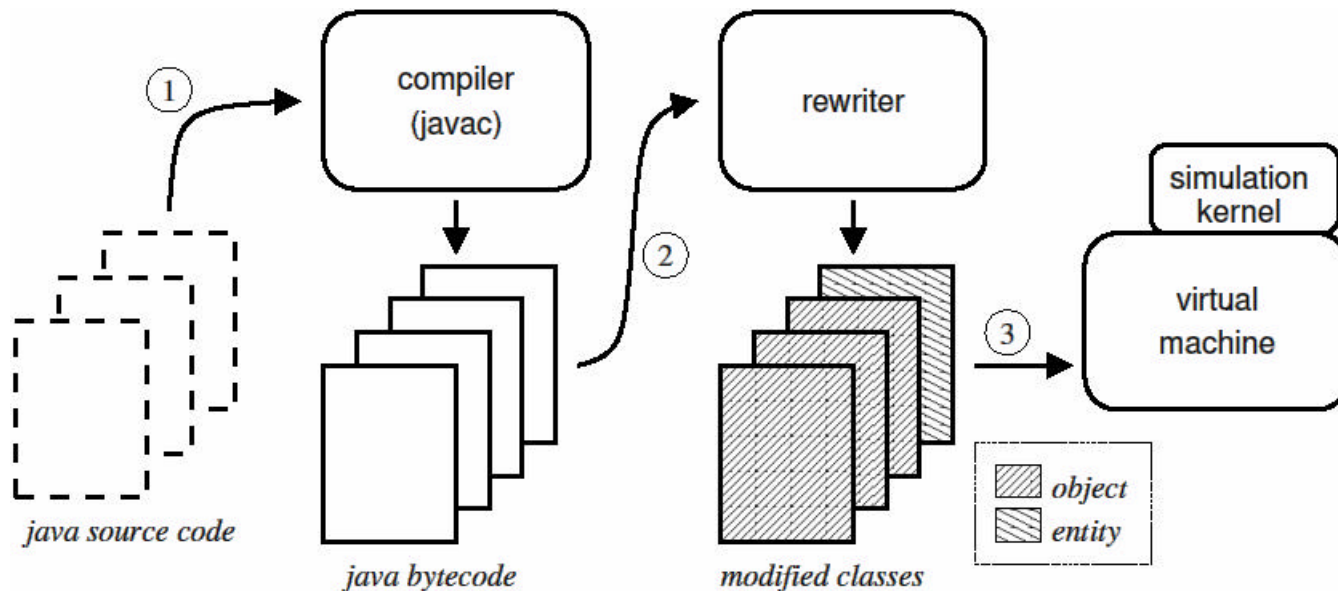 1
compiler
(javac)
rewriter
simulation
kernel
2
virtual
machine
3
object
entity
java source code
java bytecode
modified classes